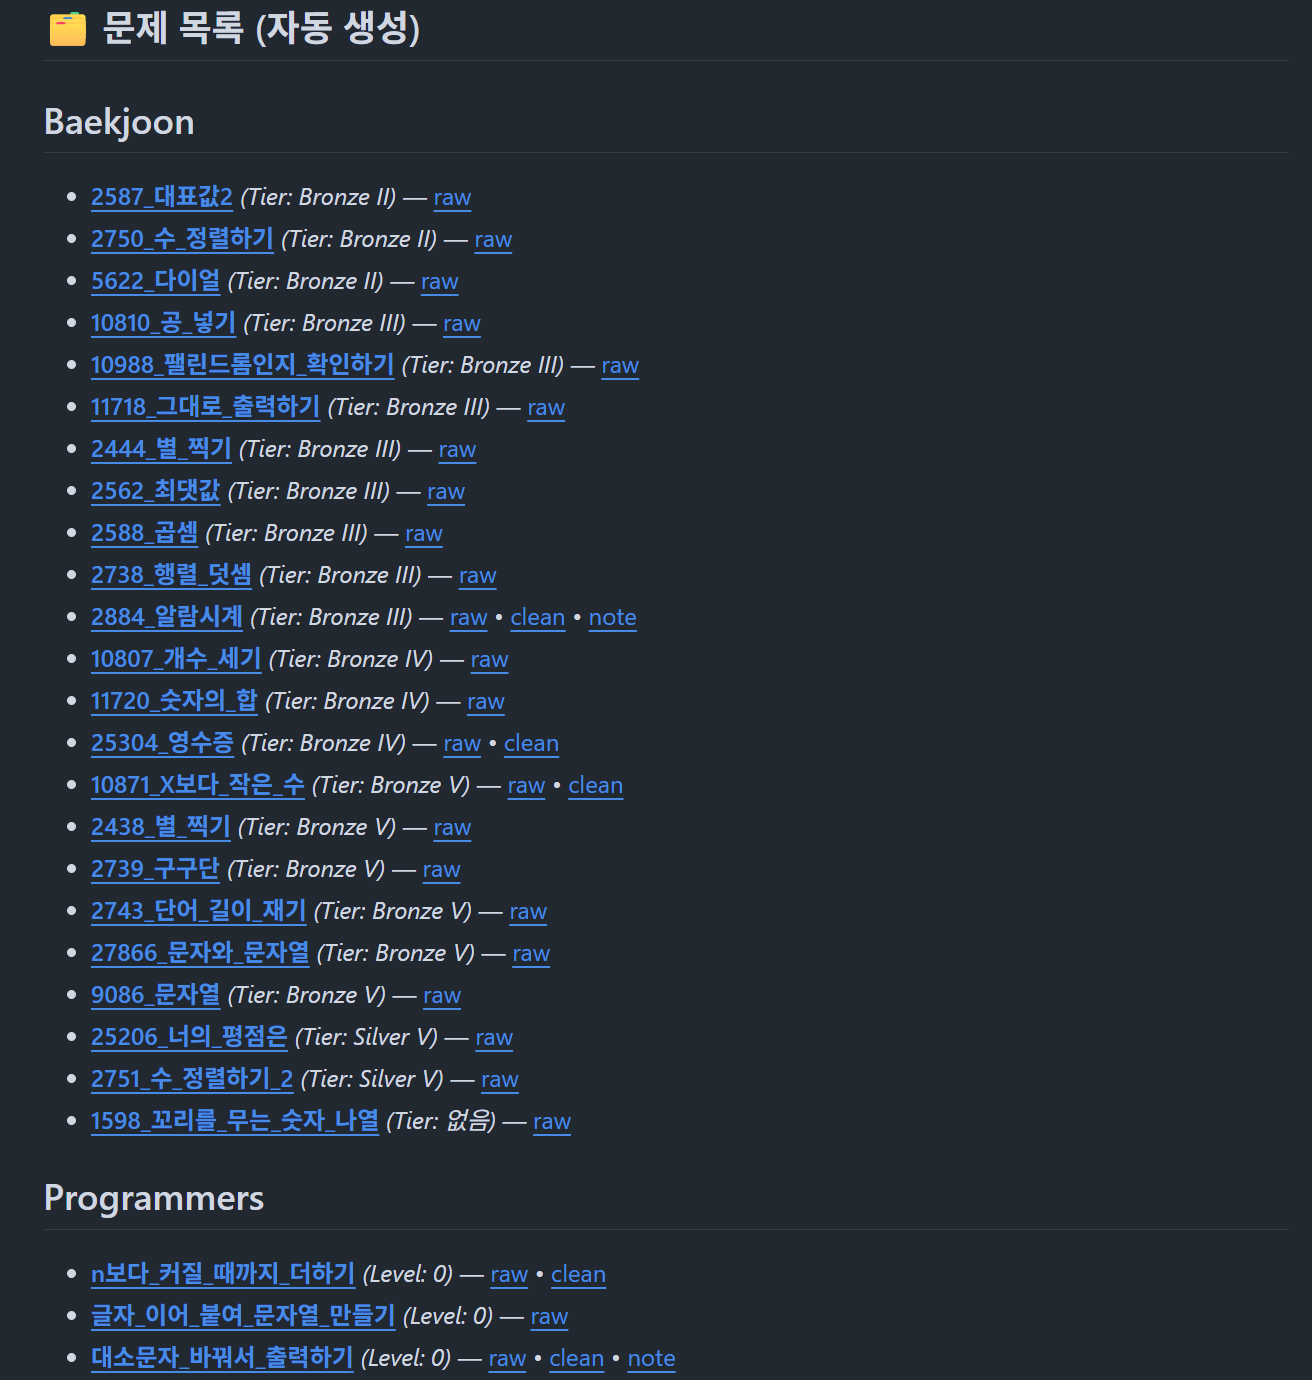 🗂️ 문제 목록 (자동 생성)
Baekjoon
• 2587_대표값2 (Tier: Bronze II) — raw
• 2750_수_정렬하기 (Tier: Bronze II) — raw
• 5622_다이얼 (Tier: Bronze II) — raw
• 10810_공_넣기 (Tier: Bronze III) — raw
• 10988_팰린드롬인지_확인하기 (Tier: Bronze III) — raw
• 11718_그대로_출력하기 (Tier: Bronze III) — raw
• 2444_별_찍기 (Tier: Bronze III) — raw
• 2562_최댓값 (Tier: Bronze III) — raw
• 2588_곱셈 (Tier: Bronze III) — raw
• 2738_행렬_덧셈 (Tier: Bronze III) — raw
• 2884_알람시계 (Tier: Bronze III) — raw • clean • note
• 10807_개수_세기 (Tier: Bronze IV) — raw
• 11720_숫자의_합 (Tier: Bronze IV) — raw
• 25304_영수증 (Tier: Bronze IV) — raw • clean
• 10871_X보다_작은_수 (Tier: Bronze V) — raw • clean
• 2438_별_찍기 (Tier: Bronze V) — raw
• 2739_구구단 (Tier: Bronze V) — raw
• 2743_단어_길이_재기 (Tier: Bronze V) — raw
• 27866_문자와_문자열 (Tier: Bronze V) — raw
• 9086_문자열 (Tier: Bronze V) — raw
• 25206_너의_평점은 (Tier: Silver V) — raw
• 2751_수_정렬하기_2 (Tier: Silver V) — raw
• 1598_꼬리를_무는_숫자_나열 (Tier: 없음) — raw
Programmers
• n보다_커질_때까지_더하기 (Level: 0) — raw • clean
• 글자_이어_붙여_문자열_만들기 (Level: 0) — raw
• 대소문자_바꿔서_출력하기 (Level: 0) — raw • clean • note